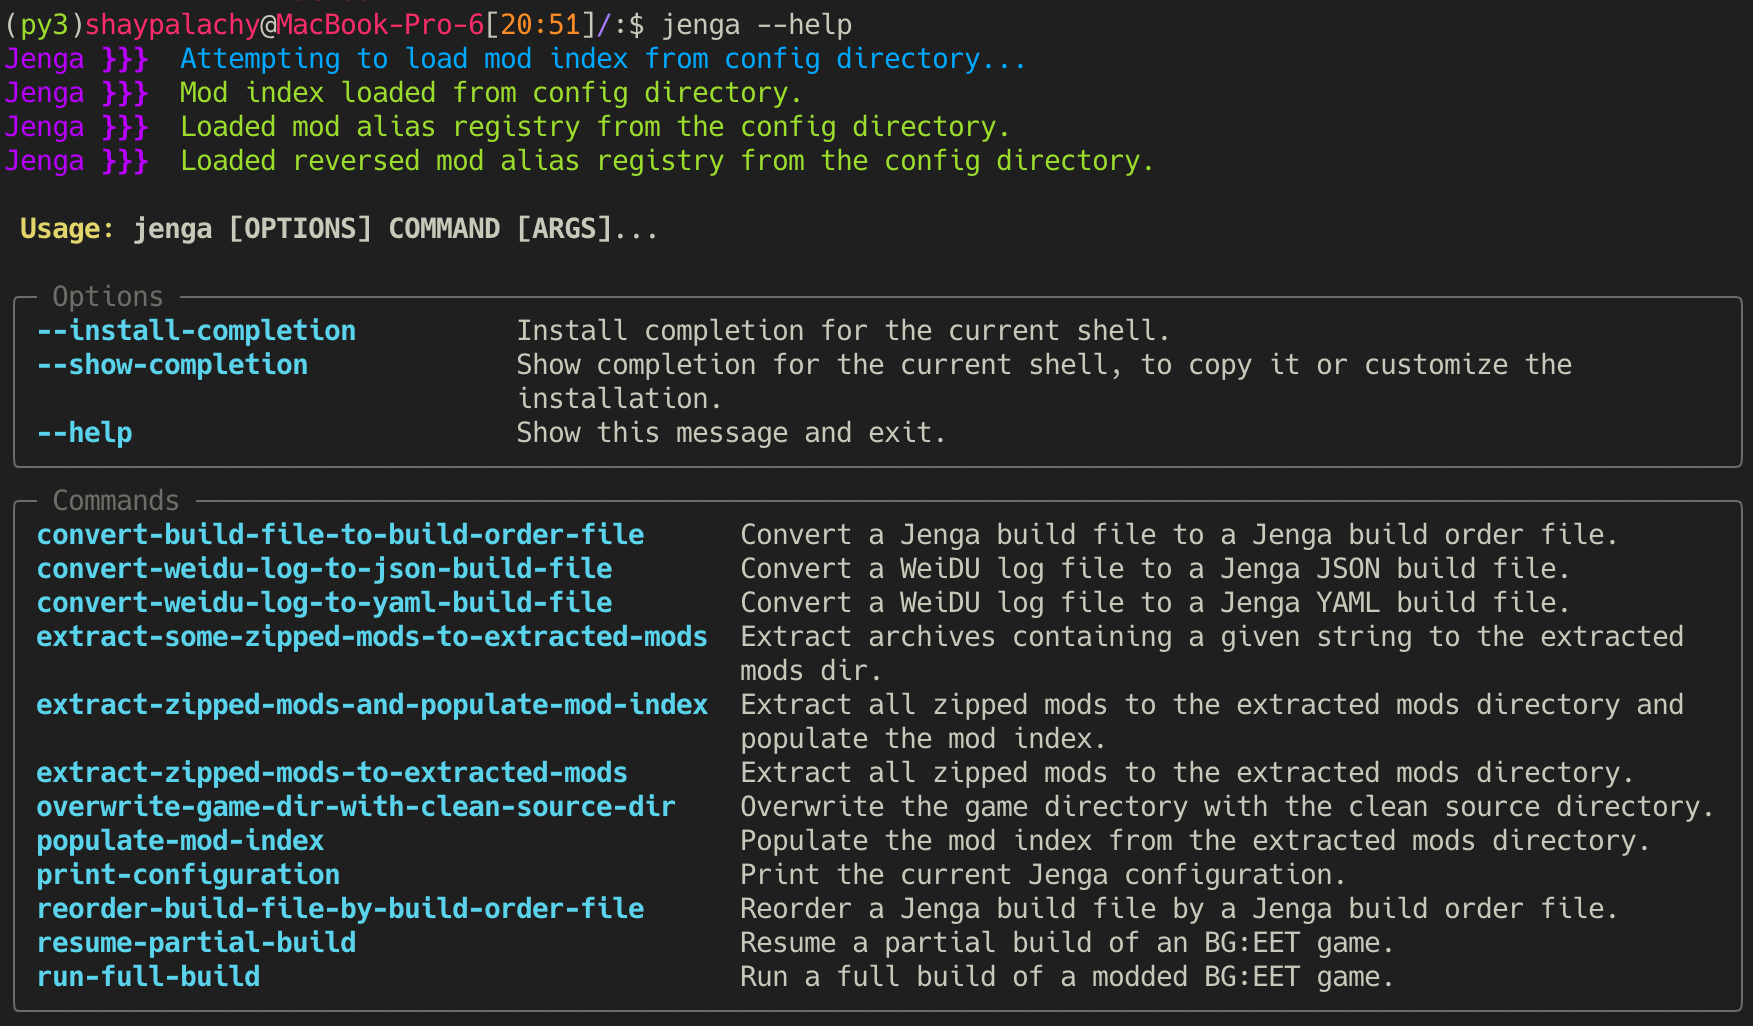 (py3)shaypalachy@MacBook-Pro-6[20:51]/:$ jenga --help
Jenga }}} Attempting to load mod index from config directory...
Jenga }}} Mod index loaded from config directory.
Jenga }}} Loaded mod alias registry from the config directory.
Jenga }}} Loaded reversed mod alias registry from the config directory.
Usage: jenga [OPTIONS] COMMAND [ARGS]...
Options
--install-completion Install completion for the current shell.
--show-completion Show completion for the current shell, to copy it or customize the
installation.
--help Show this message and exit.
Commands
convert-build-file-to-build-order-file Convert a Jenga build file to a Jenga build order file.
convert-weidu-log-to-json-build-file Convert a WeiDU log file to a Jenga JSON build file.
convert-weidu-log-to-yaml-build-file Convert a WeiDU log file to a Jenga YAML build file.
extract-some-zipped-mods-to-extracted-mods Extract archives containing a given string to the extracted
mods dir.
extract-zipped-mods-and-populate-mod-index Extract all zipped mods to the extracted mods directory and
populate the mod index.
extract-zipped-mods-to-extracted-mods Extract all zipped mods to the extracted mods directory.
overwrite-game-dir-with-clean-source-dir Overwrite the game directory with the clean source directory.
populate-mod-index Populate the mod index from the extracted mods directory.
print-configuration Print the current Jenga configuration.
reorder-build-file-by-build-order-file Reorder a Jenga build file by a Jenga build order file.
resume-partial-build Resume a partial build of an BG:EET game.
run-full-build Run a full build of a modded BG:EET game.